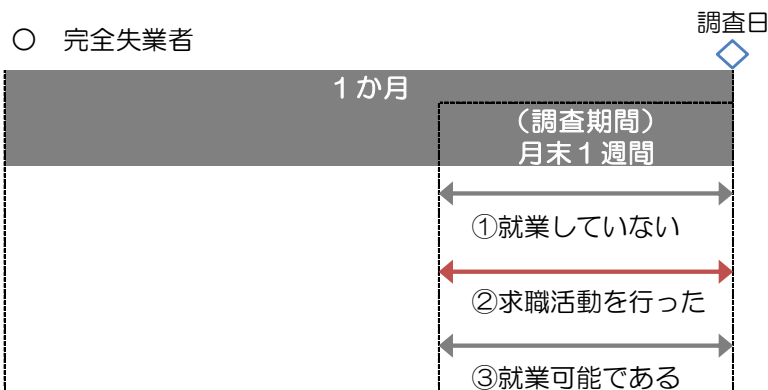 調査日
○　完全失業者
１か月
（調査期間）
月末１週間
①就業していない
②求職活動を行った
③就業可能である